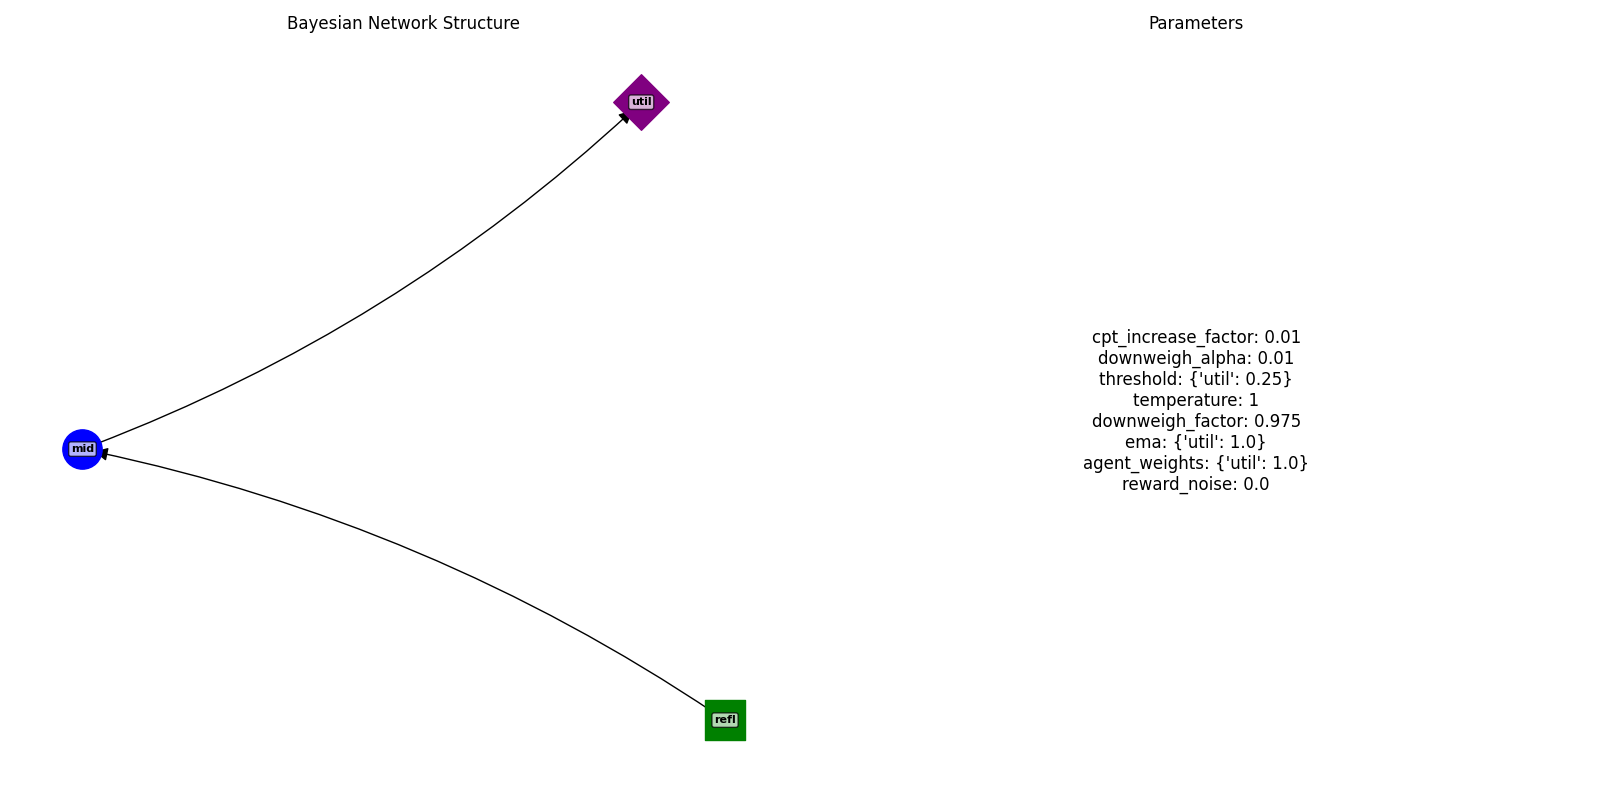 Bayesian Network Structure
Parameters
util
mid
refl
cpt_increase_factor: 0.01
downweigh_alpha: 0.01
threshold: {'util': 0.25}
temperature: 1
downweigh_factor: 0.975
ema: {'util': 1.0}
agent_weights: {'util': 1.0}
reward_noise: 0.0